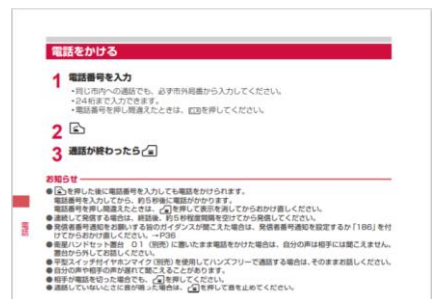 電話をかける
1 電話番号を入力
・同じ市内への通話でも、必ず市外局番から入力してください。
・24桁まで入力できます。
・電話番号を押し間違えたときは、を押してください。
2
3 通話が終わったら
お知らせ
●を押した後に電話番号を入力しても電話をかけられます。
電話番号を入力してから、約5秒後に電話がかかります。
電話番号を押し間違えたときは、を押して表示を消してからおかけ直しください。
●連続して発信する場合は、終話後、約5秒程度間隔を空けてから発信してください。
●発信者番号通知をお願いする旨のガイダンスが聞こえた場合は、発信者番号通知を設定するか「186」を付
けてからおかけ直しください。→P36
●衛星ハンドセット置台 01(別売)に置いたまま電話をかけた場合は、自分の声は相手には聞こえません。
置台から外してお話しください。
●平型スイッチ付イヤホンマイク(別売)を使用してハンズフリーで通話する場合は、そのままお話しください。
●自分の声や相手の声が遅れて聞こえることがあります。
●相手が電話を切った場合でも、を押してください。
●通話していないときに音が鳴った場合は、を押して音を止めてください。
電話